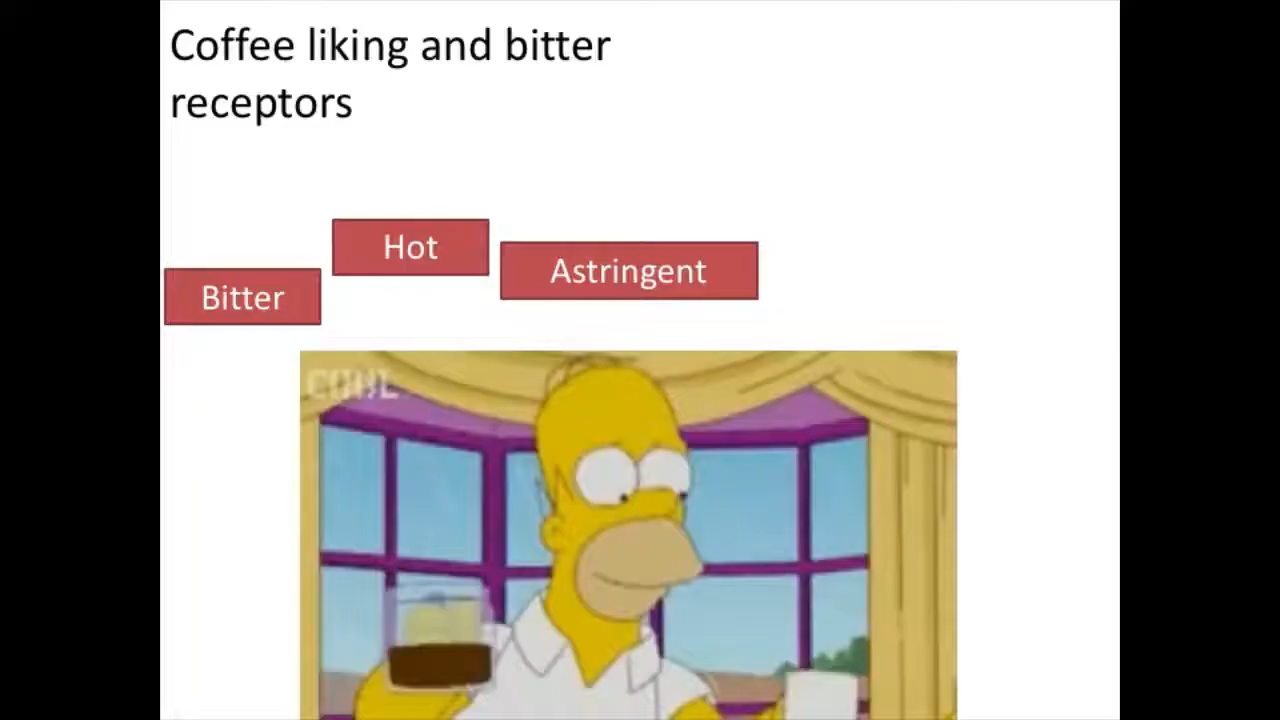 Coffee liking and bitter
receptors
Hot
Astringent
Bitter